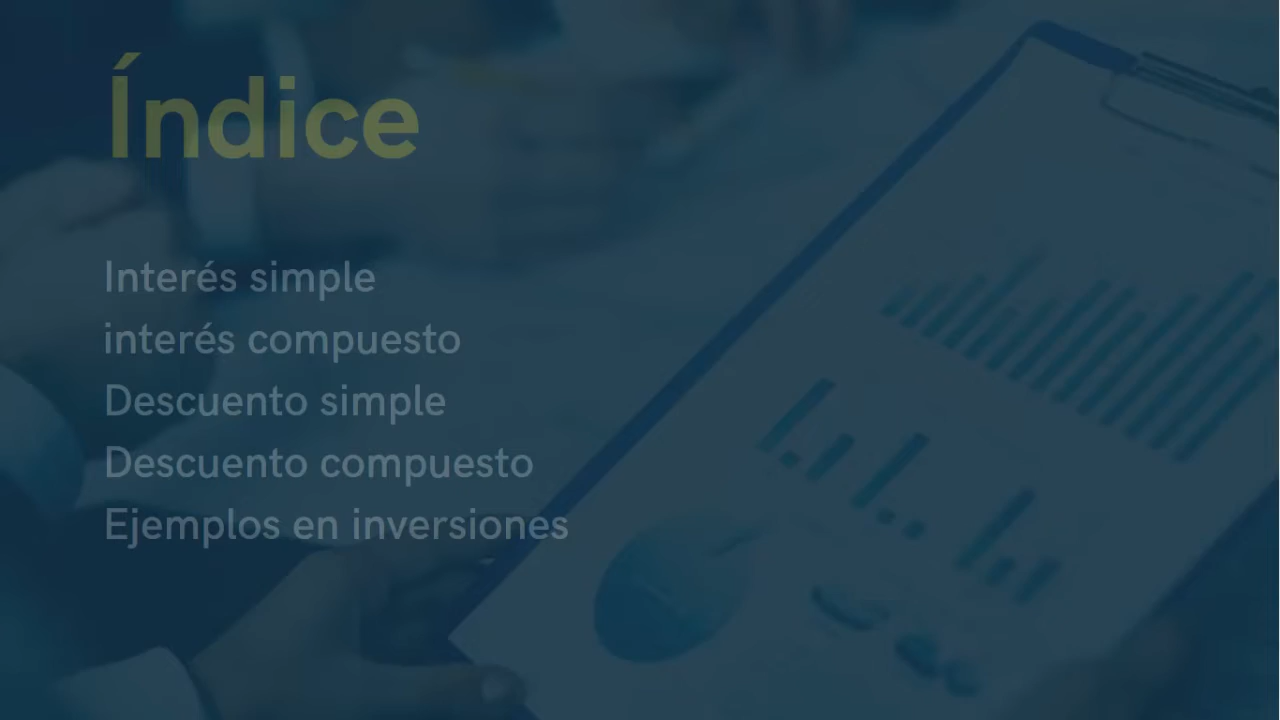 Índice
Interés simple
interés compuesto
Descuento simple
Descuento compuesto
Ejemplos en inversiones